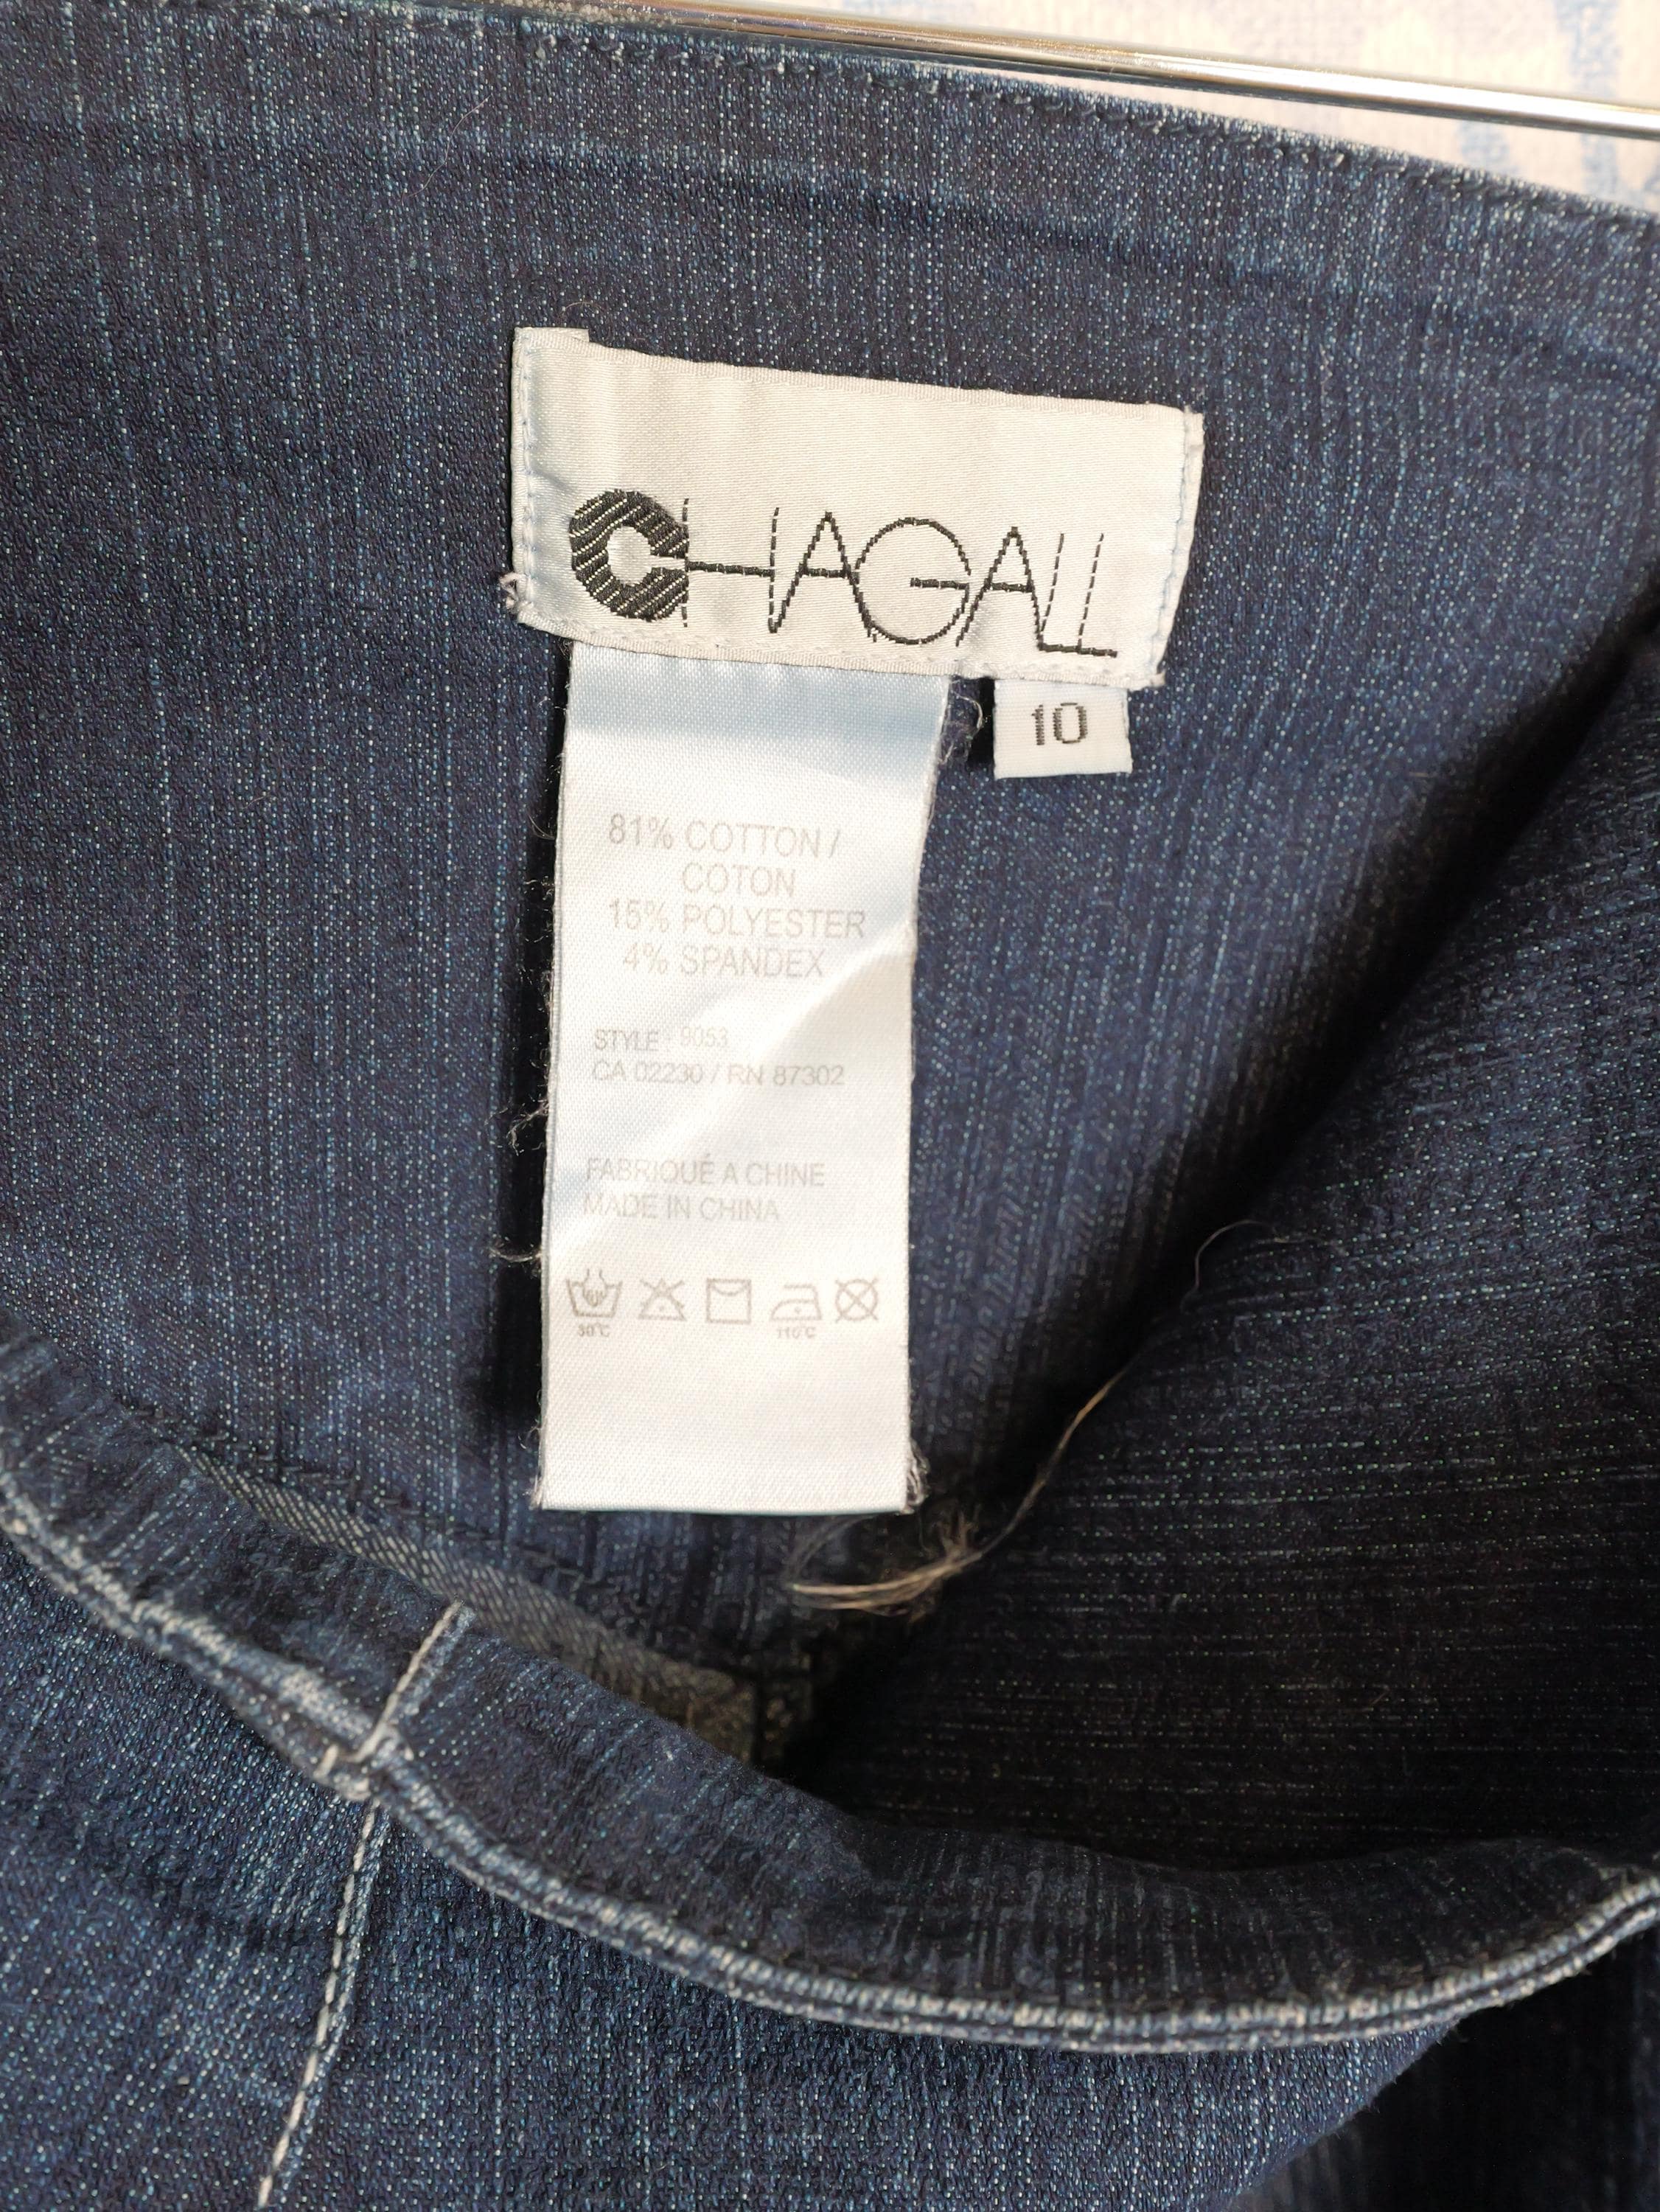 CHAGALL
10
81% COTTON /
COTON
15% POLYESTER
4% SPANDEX
STYLE - 9053
CA 02230 / RN 87302
FABRIQUÉ A CHINE
MADE IN CHINA
30°C
110°C